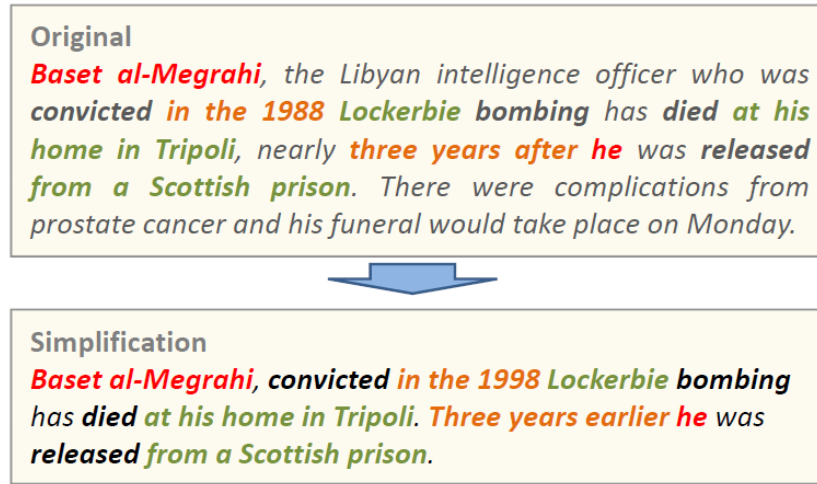 Original
Baset al-Megrahi, the Libyan intelligence officer who was
convicted in the 1988 Lockerbie bombing has died at his
home in Tripoli, nearly three years after he was released
from a Scottish prison. There were complications from
prostate cancer and his funeral would take place on Monday.
Simplification
Baset al-Megrahi, convicted in the 1998 Lockerbie bombing
has died at his home in Tripoli. Three years earlier he was
released from a Scottish prison.